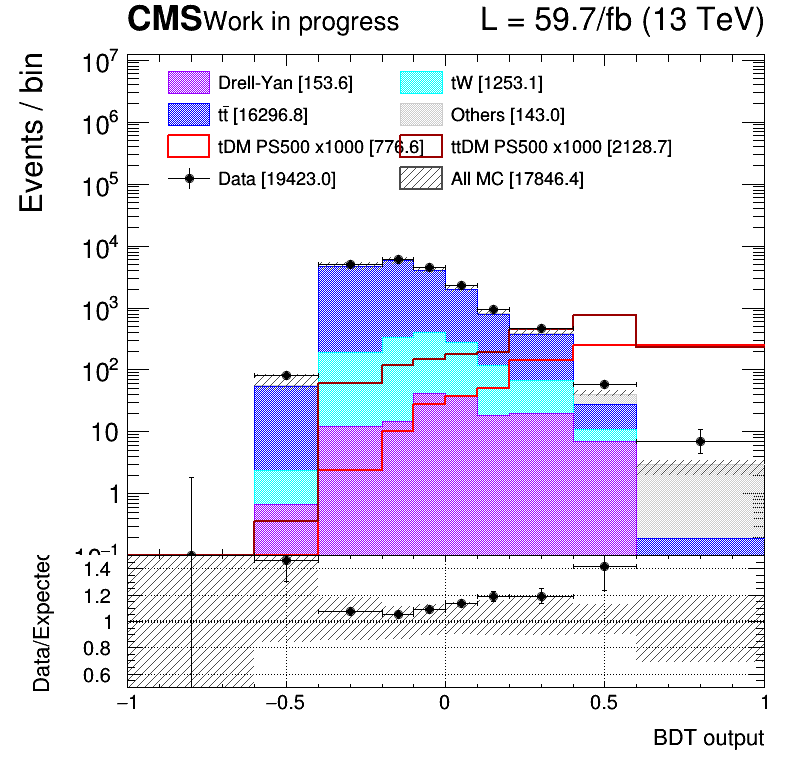 CMS Work in progress L = 59.7/fb (13 TeV)
Events / bin
10⁷
10⁶
10⁵
10⁴
10³
10²
10
1
10⁻¹
Drell-Yan [153.6] tW [1253.1]
tt̄ [16296.8] Others [143.0]
tDM PS500 x1000 [776.6] ttDM PS500 x1000 [2128.7]
Data [19423.0] All MC [17846.4]
Data/Expected
1.4
1.2
1
0.8
0.6
−1 −0.5 0 0.5 1
BDT output